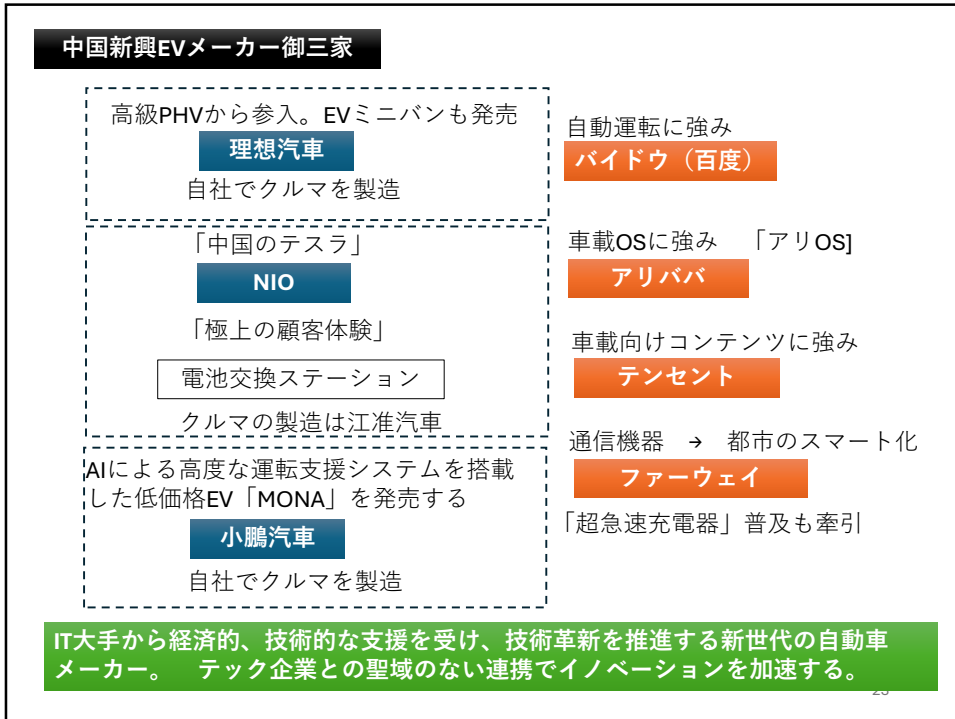 中国新興EVメーカー御三家
高級PHVから参入。EVミニバンも発売
理想汽車
自社でクルマを製造
「中国のテスラ」
NIO
「極上の顧客体験」
電池交換ステーション
クルマの製造は江准汽車
AIによる高度な運転支援システムを搭載
した低価格EV「MONA」を発売する
小鵬汽車
自社でクルマを製造
自動運転に強み
バイドウ（百度）
車載OSに強み　「アリOS]
アリババ
車載向けコンテンツに強み
テンセント
通信機器　→　都市のスマート化
ファーウェイ
「超急速充電器」普及も牽引
IT大手から経済的、技術的な支援を受け、技術革新を推進する新世代の自動車
メーカー。　テック企業との聖域のない連携でイノベーションを加速する。